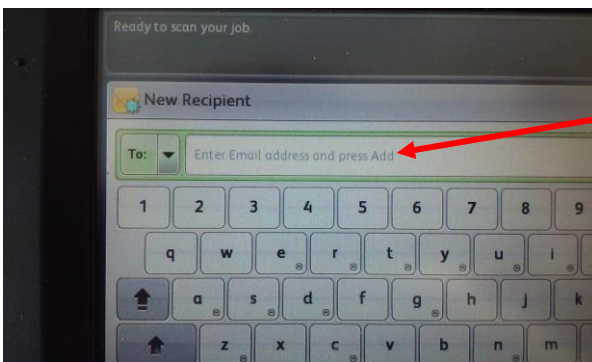 Ready to scan your job.
New Recipient
To: Enter Email address and press Add
1 2 3 4 5 6 7 8 9
q w e r t y u i
a s d f g h j k
z x c v b n m